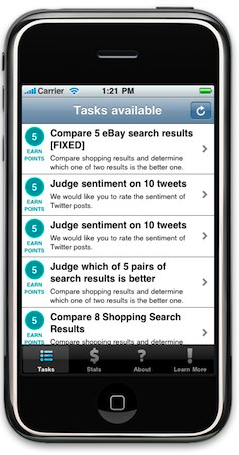 Carrier 1:21 PM
Tasks available
5
EARN
POINTS
Compare 5 eBay search results
[FIXED]
Compare shopping results and determine
which one of two results is the better one.
5
EARN
POINTS
Judge sentiment on 10 tweets
We would like you to rate the sentiment of
Twitter posts.
5
EARN
POINTS
Judge sentiment on 10 tweets
We would like you to rate the sentiment of
Twitter posts.
5
EARN
POINTS
Judge which of 5 pairs of
search results is better
Compare shopping results and determine
which one of two results is the better one.
5
EARN
POINTS
Compare 8 Shopping Search
Results
Tasks
$
Stats
?
About
!
Learn More